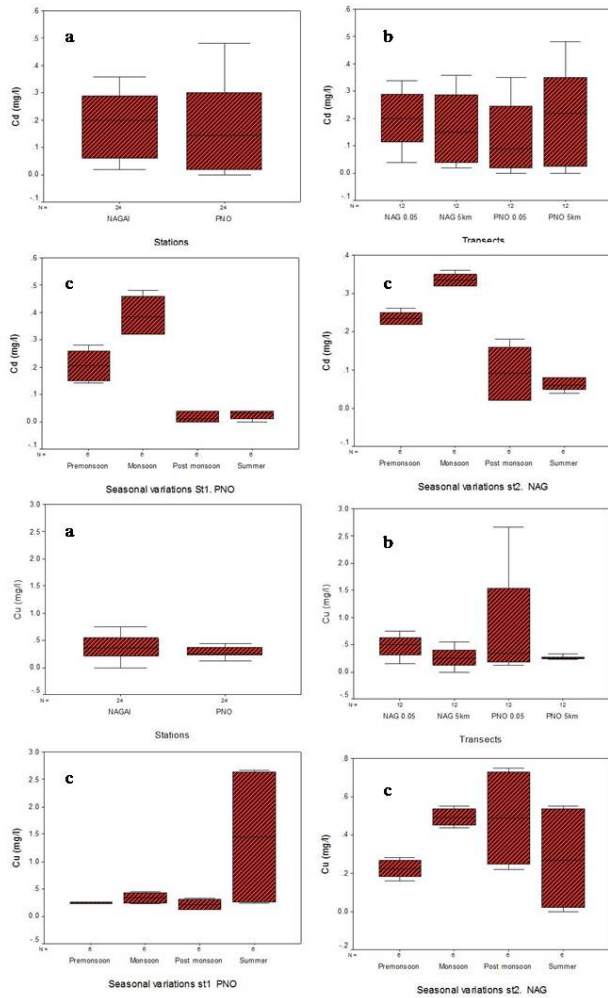 a
Cd (mg/l)
.6
.5
.4
.3
.2
.1
0.0
-.1
N =
24
24
NAGAI
PNO
Stations
b
Cd (mg/l)
.6
.5
.4
.3
.2
.1
0.0
-.1
N =
12
12
12
12
NAG 0.05
NAG 5km
PNO 0.05
PNO 5km
Transects
c
Cd (mg/l)
.6
.5
.4
.3
.2
.1
0.0
-.1
N =
6
6
6
6
Premonsoon
Monsoon
Post monsoon
Summer
Seasonal variations St1. PNO
c
Cd (mg/l)
.4
.3
.2
.1
0.0
.1
N =
6
6
6
6
Premonsoon
Monsoon
Post monsoon
Summer
Seasonal variations st2. NAG
a
Cu (mg/l)
3.0
2.5
2.0
1.5
1.0
.5
0.0
-.5
N =
24
24
NAGAI
PNO
Stations
b
Cu (mg/l)
3.0
2.5
2.0
1.5
1.0
.5
0.0
-.5
N =
12
12
12
12
NAG 0.05
NAG 5km
PNO 0.05
PNO 5km
Transects
c
Cu (mg/l)
3.0
2.5
2.0
1.5
1.0
.5
0.0
-.5
N =
6
6
6
6
Premonsoon
Monsoon
Post monsoon
Summer
Seasonal variations st1 PNO
c
Cu (mg/l)
.8
.6
.4
.2
0.0
-.2
N =
6
6
6
6
Premonsoon
Monsoon
Post monsoon
Summer
Seasonal variations st2. NAG